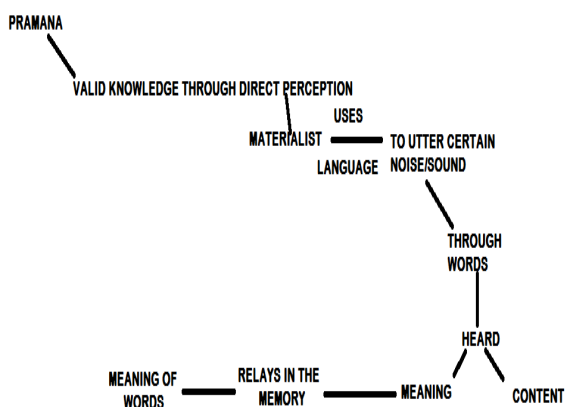 PRAMANA
VALID KNOWLEDGE THROUGH DIRECT PERCEPTION
USES
MATERIALIST
TO UTTER CERTAIN
NOISE/SOUND
LANGUAGE
THROUGH
WORDS
HEARD
MEANING
CONTENT
RELAYS IN THE
MEMORY
MEANING OF
WORDS